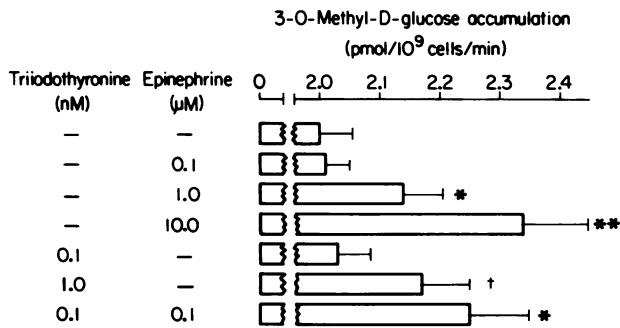 3-O-Methyl-D-glucose accumulation
(pmol/10⁹ cells/min)
Triiodothyronine Epinephrine 0 2.0 2.1 2.2 2.3 2.4
(nM) (μM)
— —
— 0.1
— 1.0 *
— 10.0 **
0.1 —
1.0 — †
0.1 0.1 *